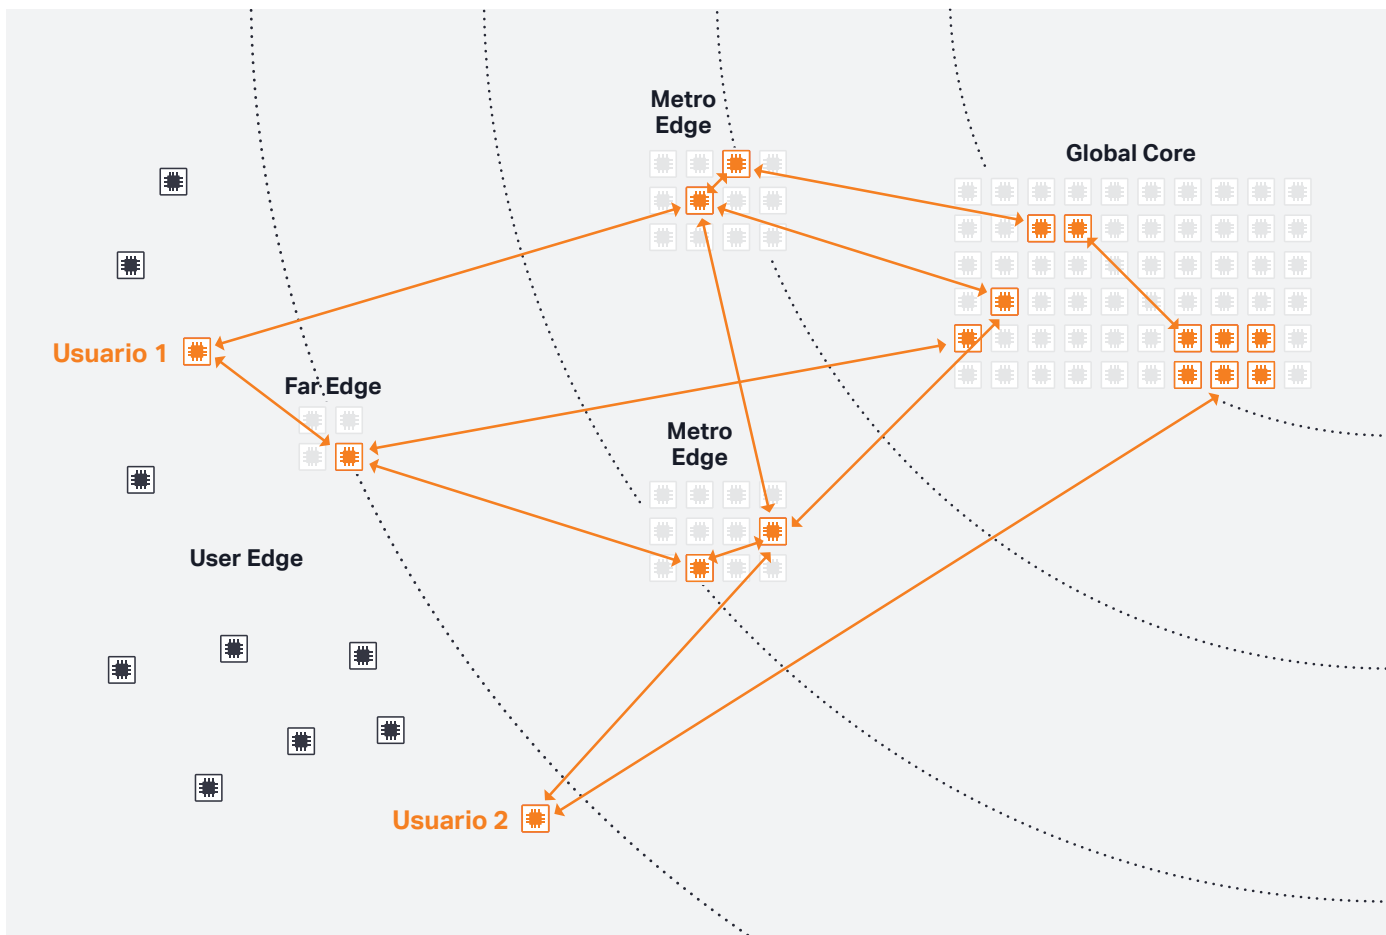 Metro
Edge
Global Core
Usuario 1
Far Edge
Metro
Edge
User Edge
Usuario 2